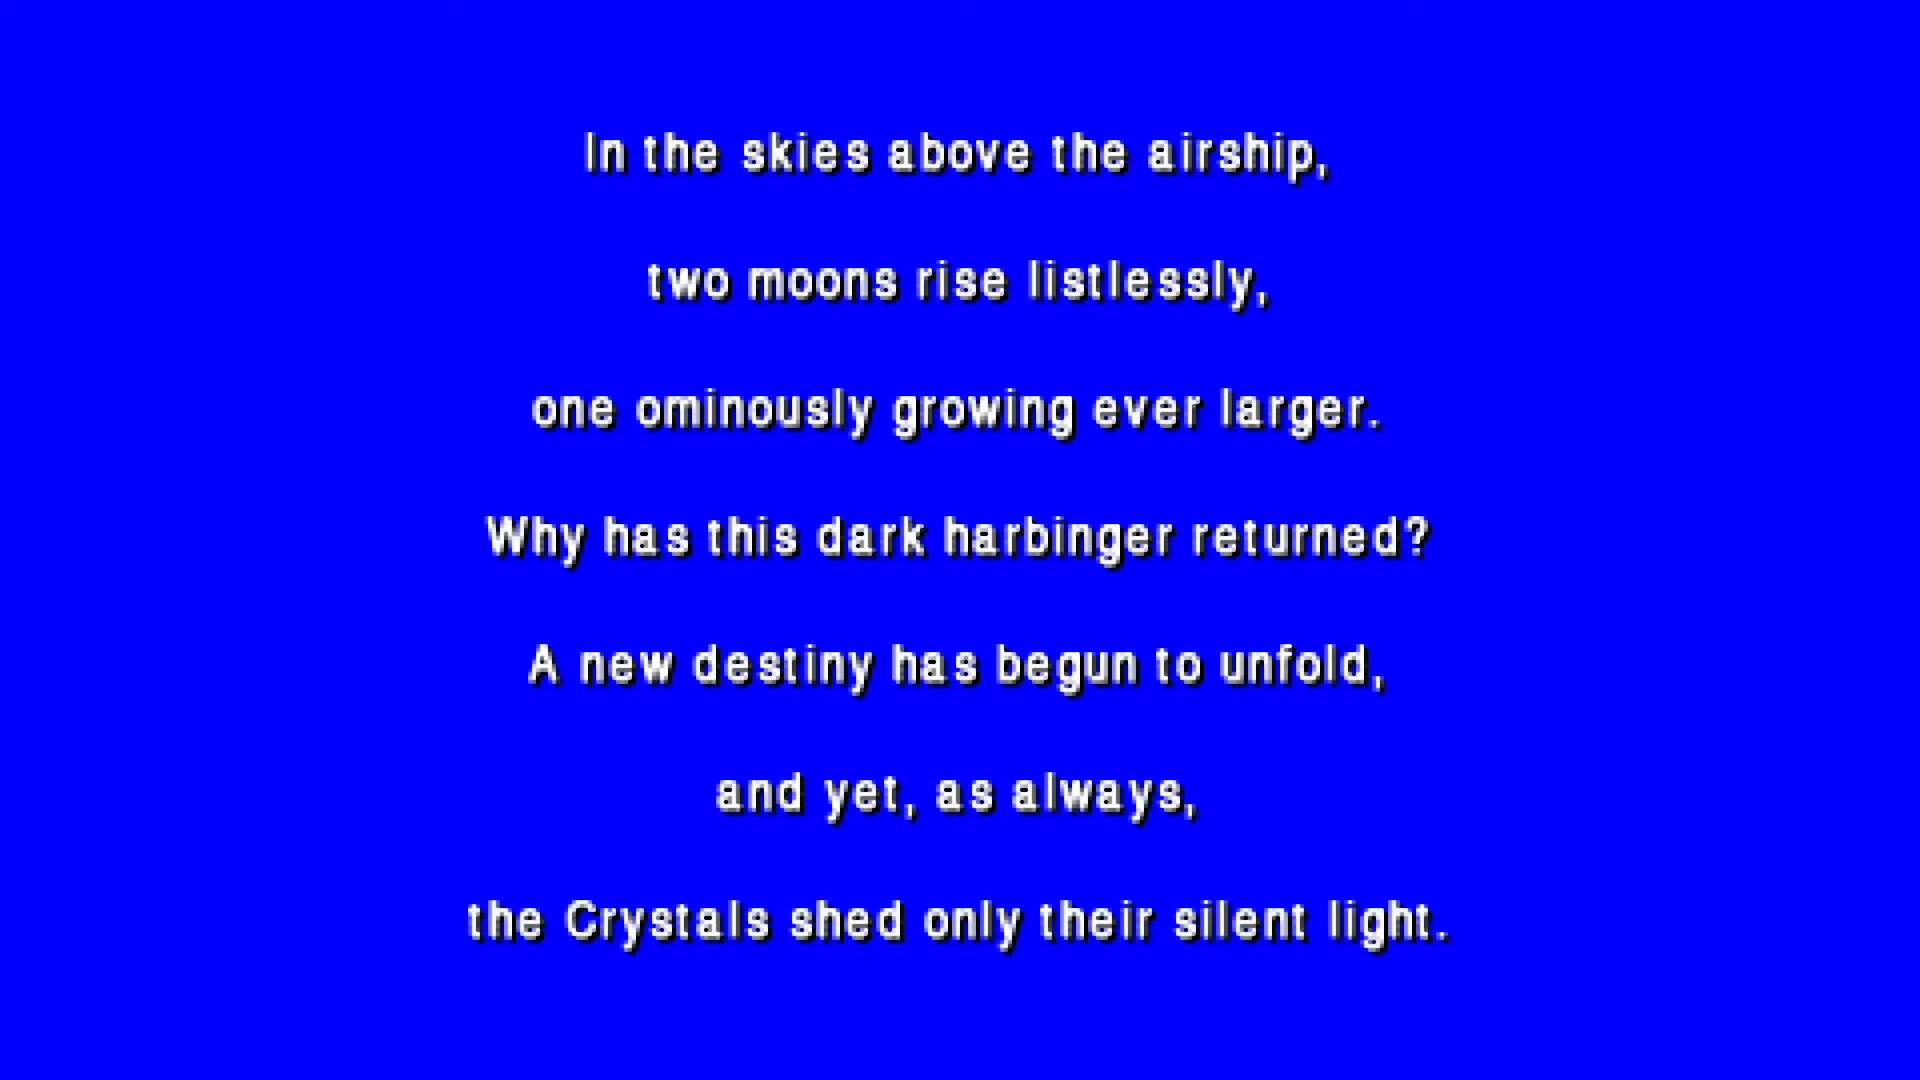 In the skies above the airship,
two moons rise listlessly,
one ominously growing ever larger.
Why has this dark harbinger returned?
A new destiny has begun to unfold,
and yet, as always,
the Crystals shed only their silent light.